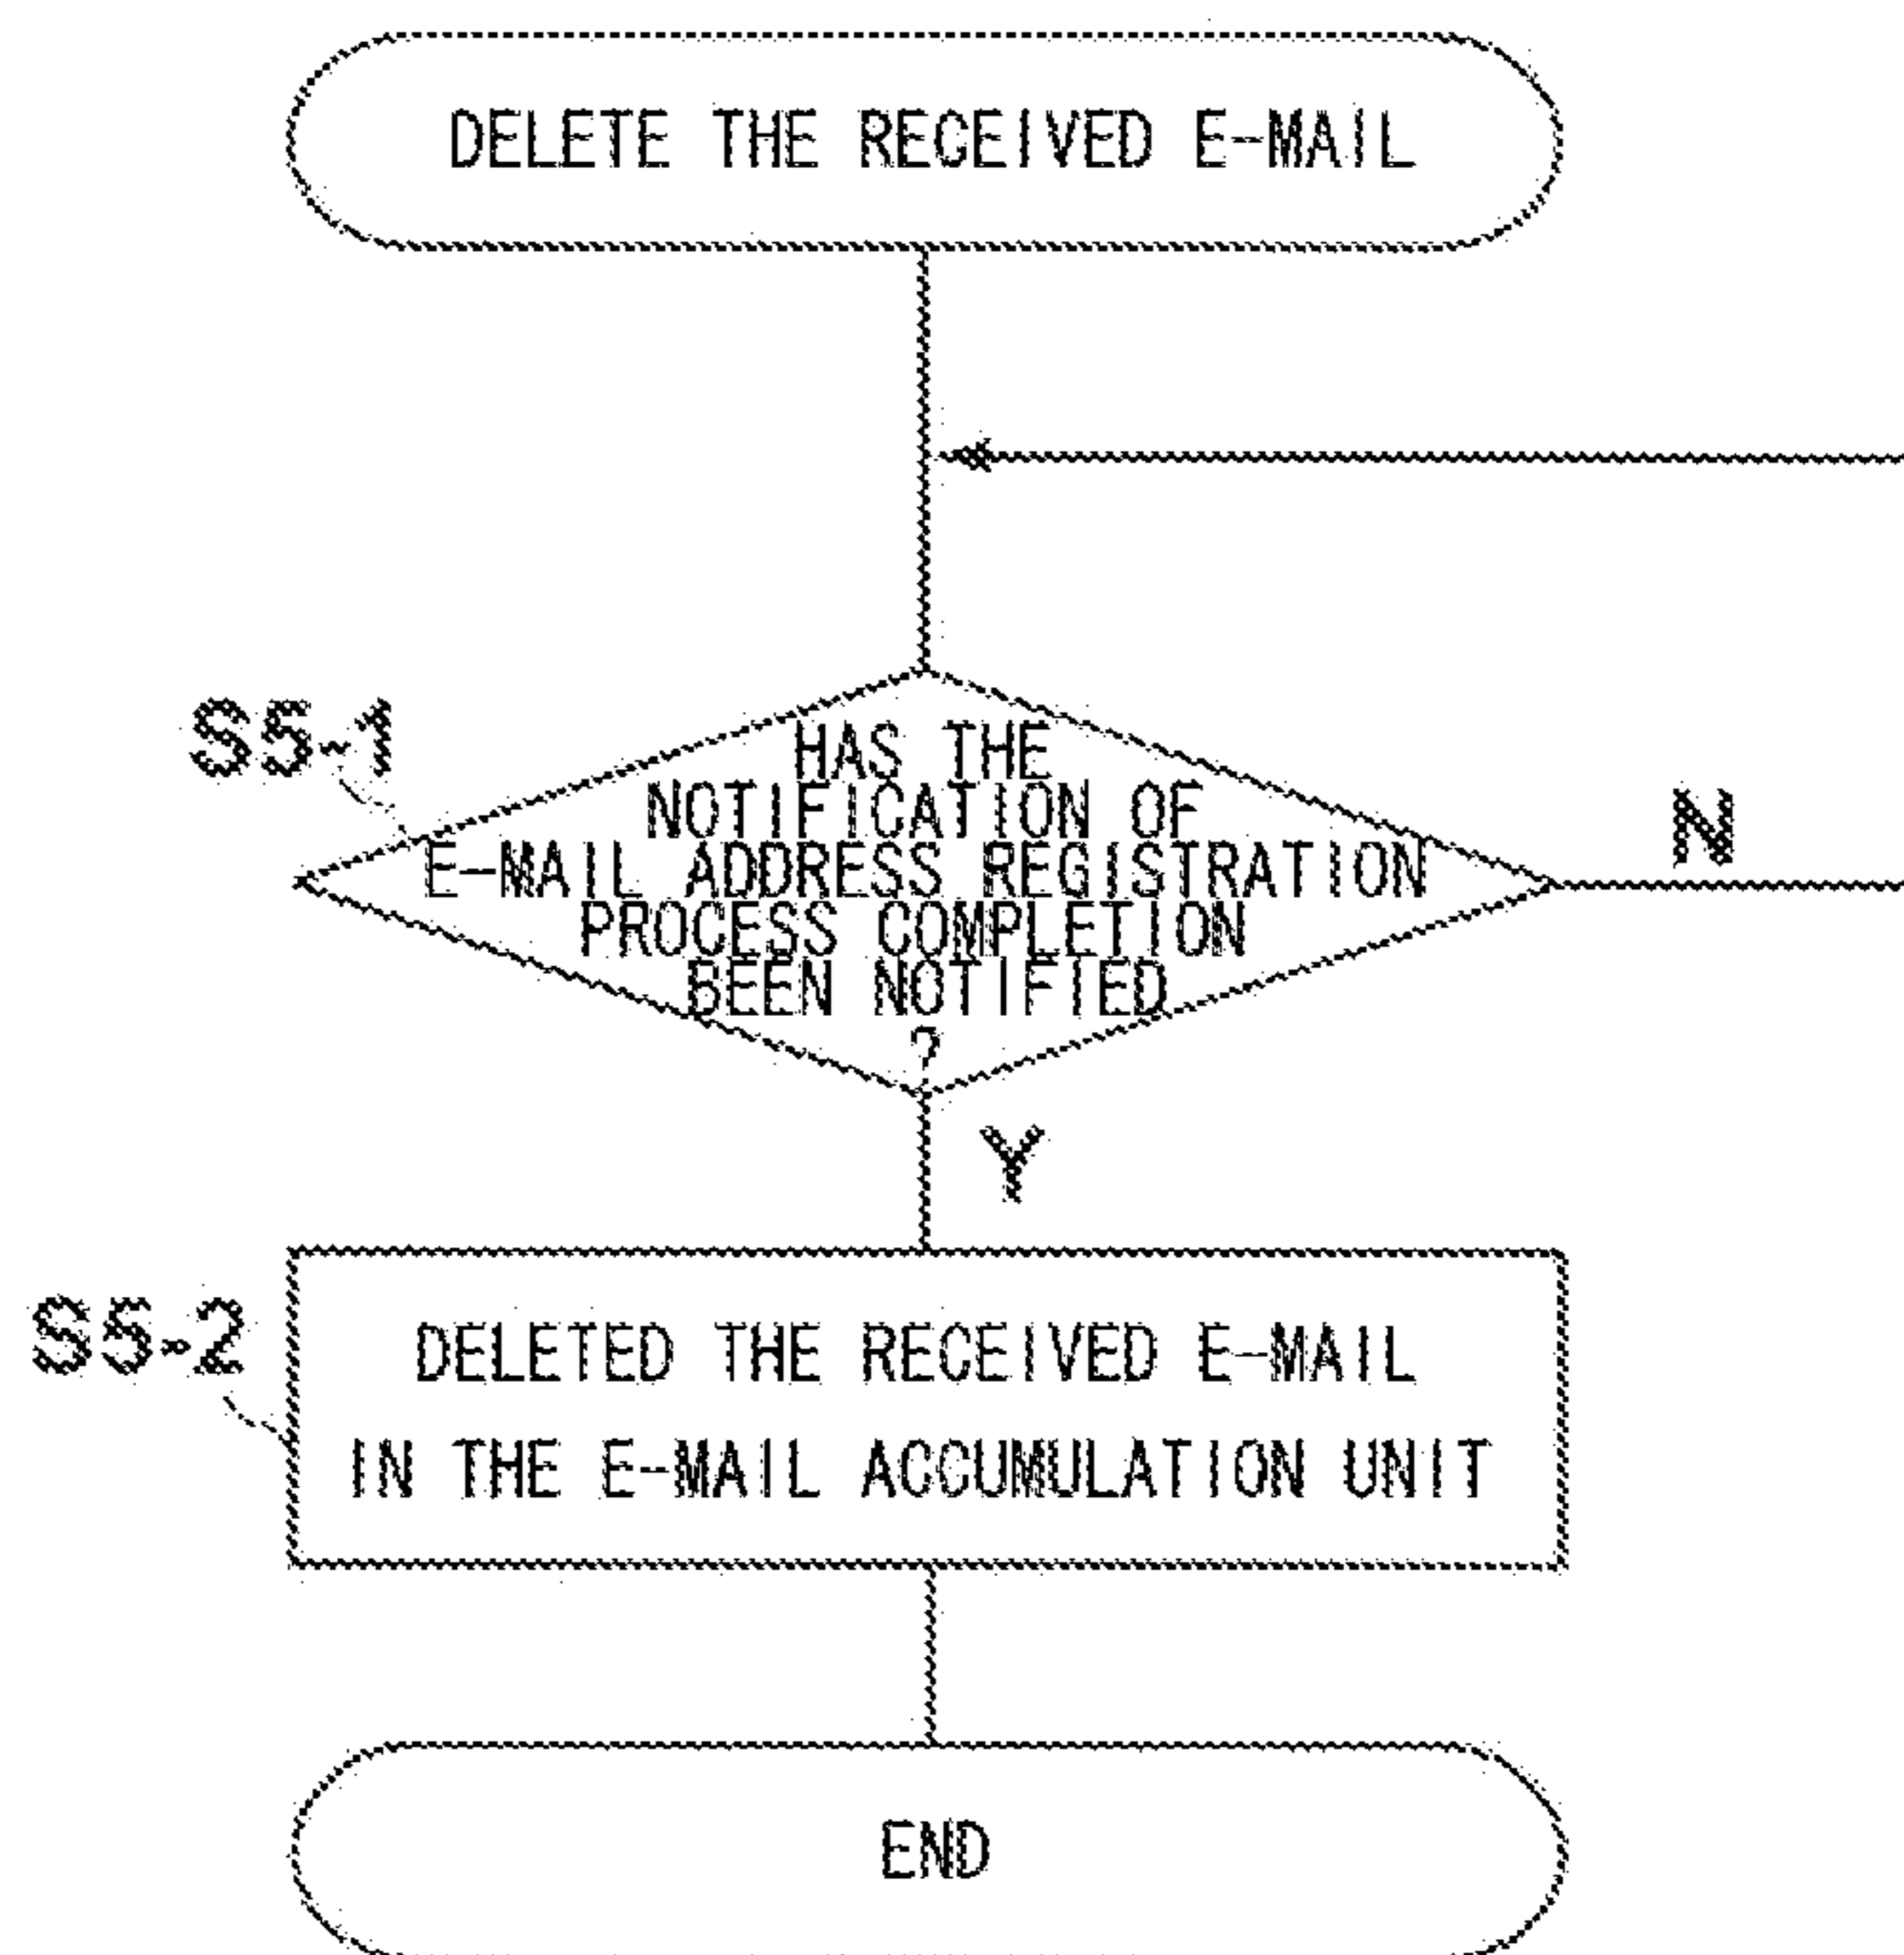 DELETE THE RECEIVED E-MAIL
S5-1
HAS THE
NOTIFICATION OF
E-MAIL ADDRESS REGISTRATION
PROCESS COMPLETION
BEEN NOTIFIED
?
N
Y
S5-2
DELETED THE RECEIVED E-MAIL
IN THE E-MAIL ACCUMULATION UNIT
END